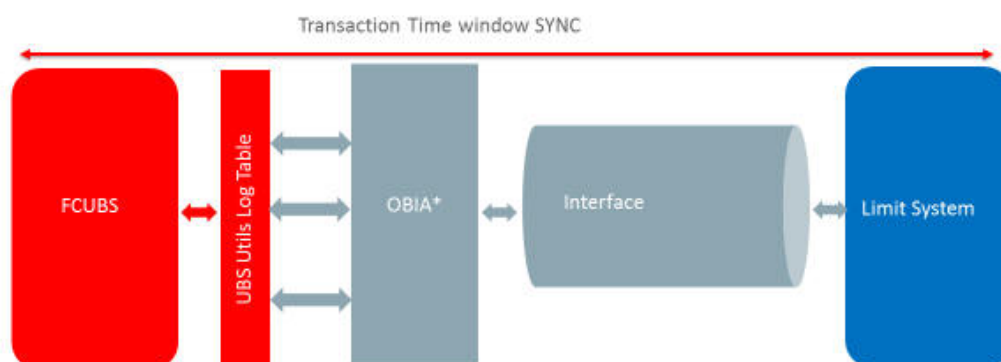 Transaction Time window SYNC
FCUBS
UBS Utils Log Table
OBIA*
Interface
Limit System